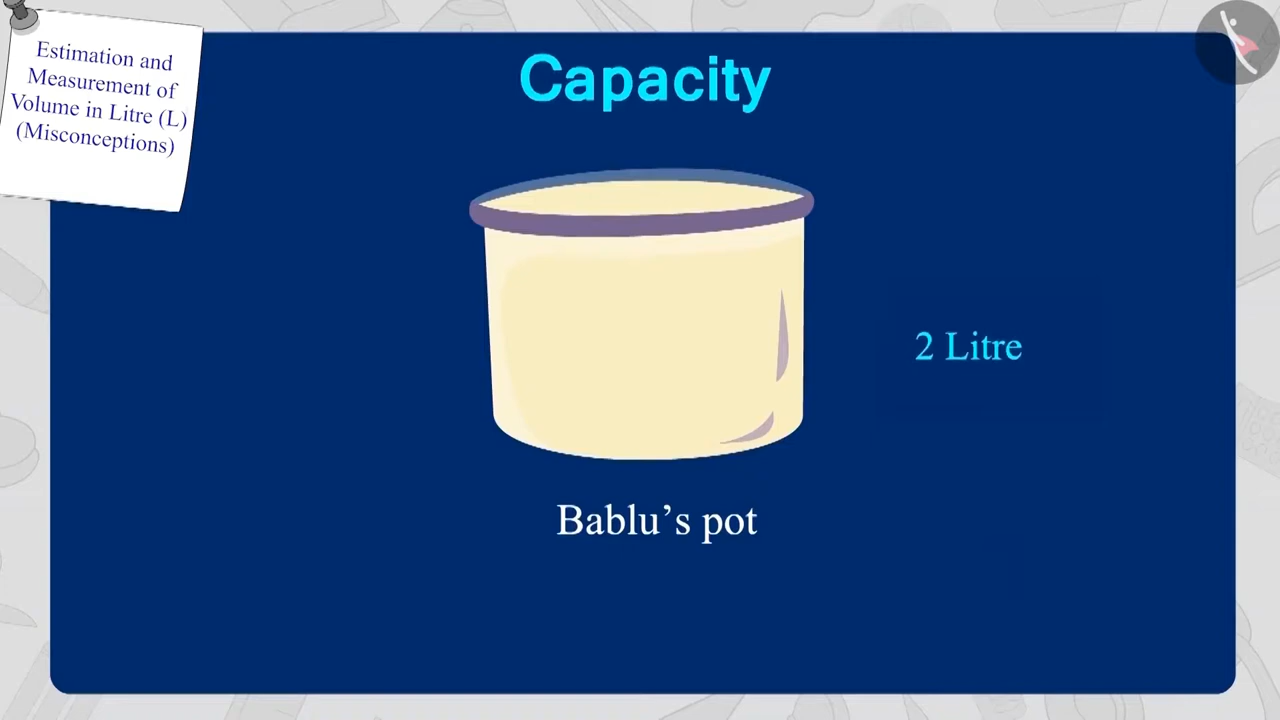 Estimation and
Measurement of
Volume in Litre (L)
(Misconceptions)
Capacity
2 Litre
Bablu’s pot